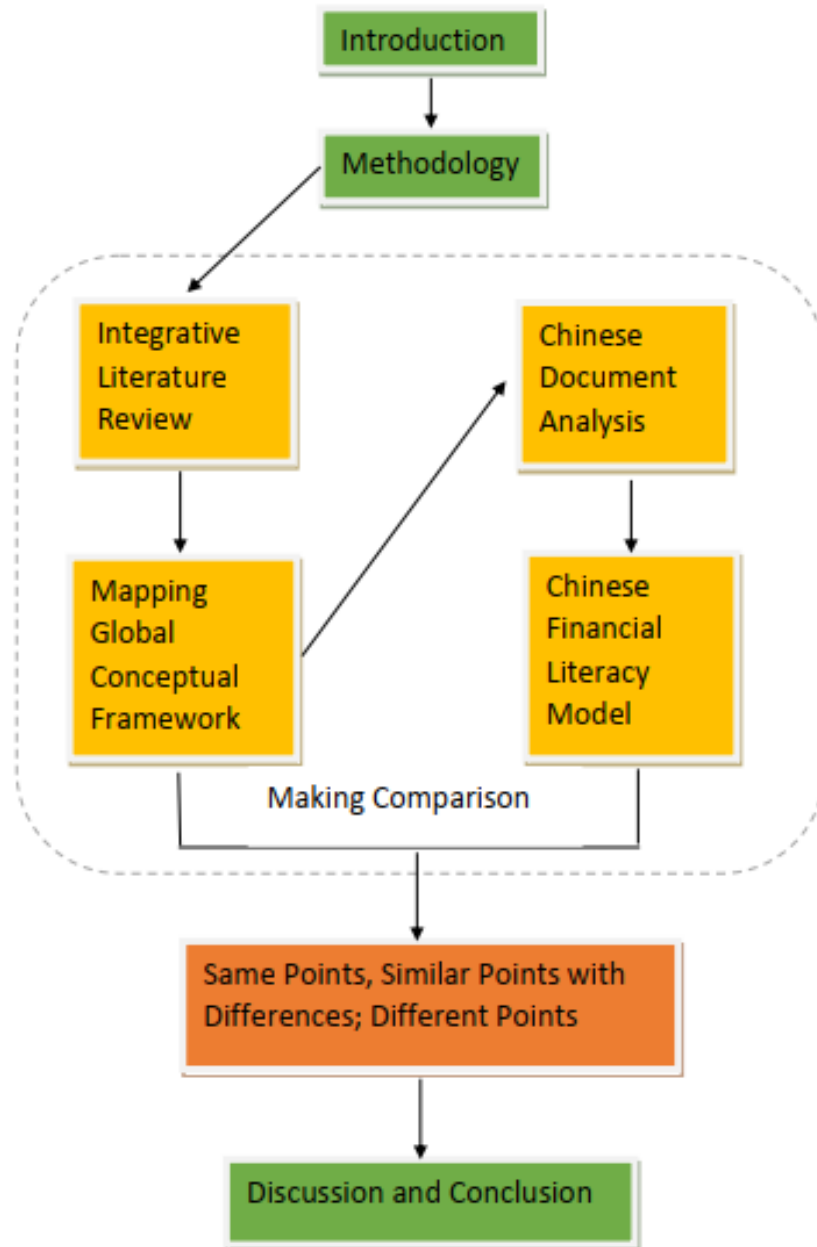 Introduction
Methodology
Integrative
Literature
Review
Mapping
Global
Conceptual
Framework
Chinese
Document
Analysis
Chinese
Financial
Literacy
Model
Making Comparison
Same Points, Similar Points with
Differences; Different Points
Discussion and Conclusion